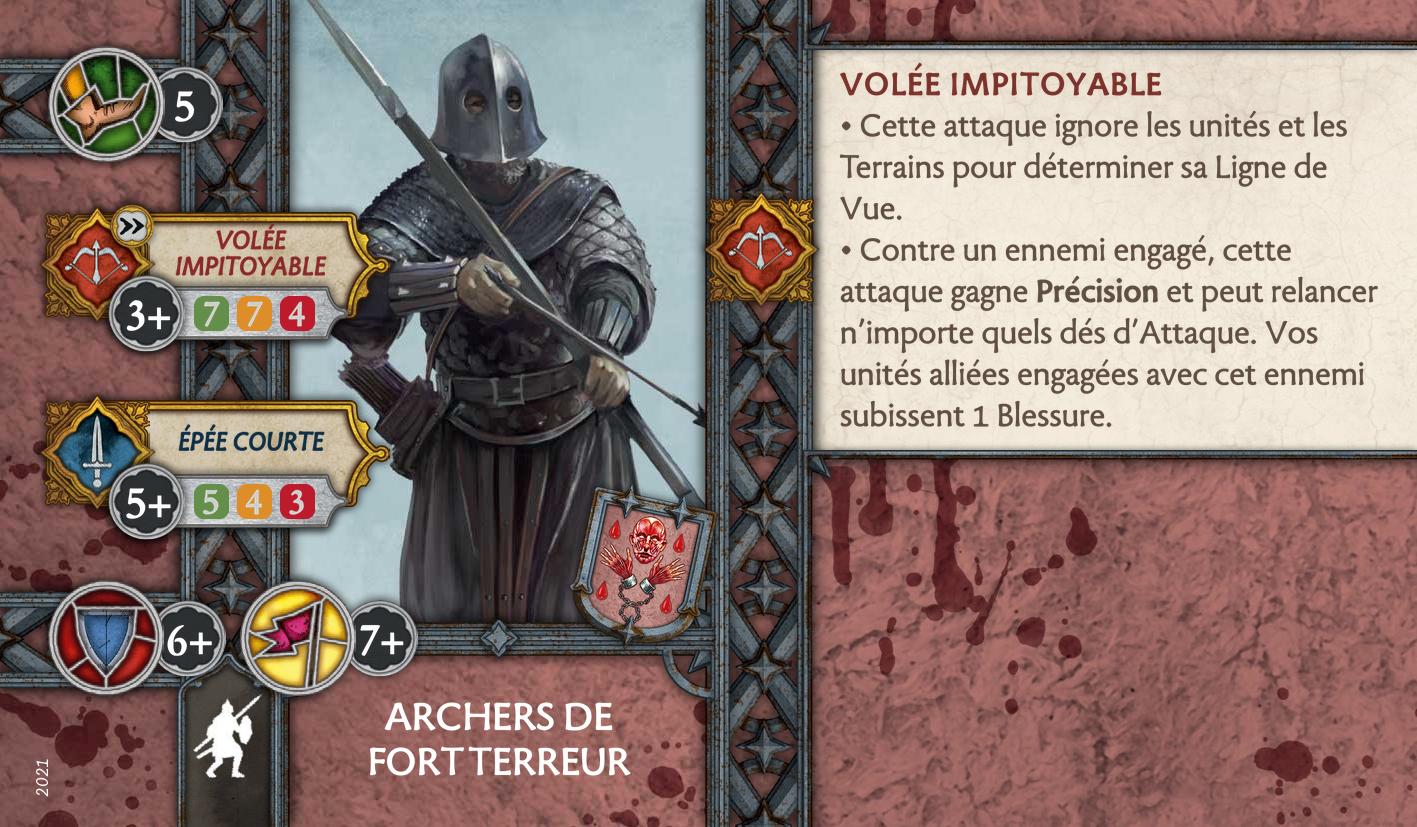 5
VOLÉE
IMPITOYABLE
3+ 7 7 4
ÉPÉE COURTE
5+ 5 4 3
6+ 7+
ARCHERS DE
FORTTERREUR
2021
VOLÉE IMPITOYABLE
• Cette attaque ignore les unités et les
Terrains pour déterminer sa Ligne de
Vue.
• Contre un ennemi engagé, cette
attaque gagne Précision et peut relancer
n’importe quels dés d’Attaque. Vos
unités alliées engagées avec cet ennemi
subissent 1 Blessure.